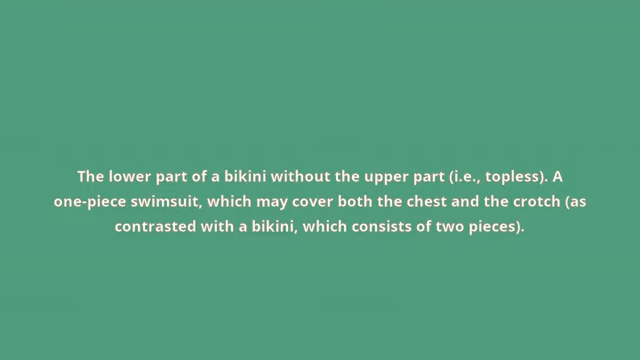 The lower part of a bikini without the upper part (i.e., topless). A
one-piece swimsuit, which may cover both the chest and the crotch (as
contrasted with a bikini, which consists of two pieces).